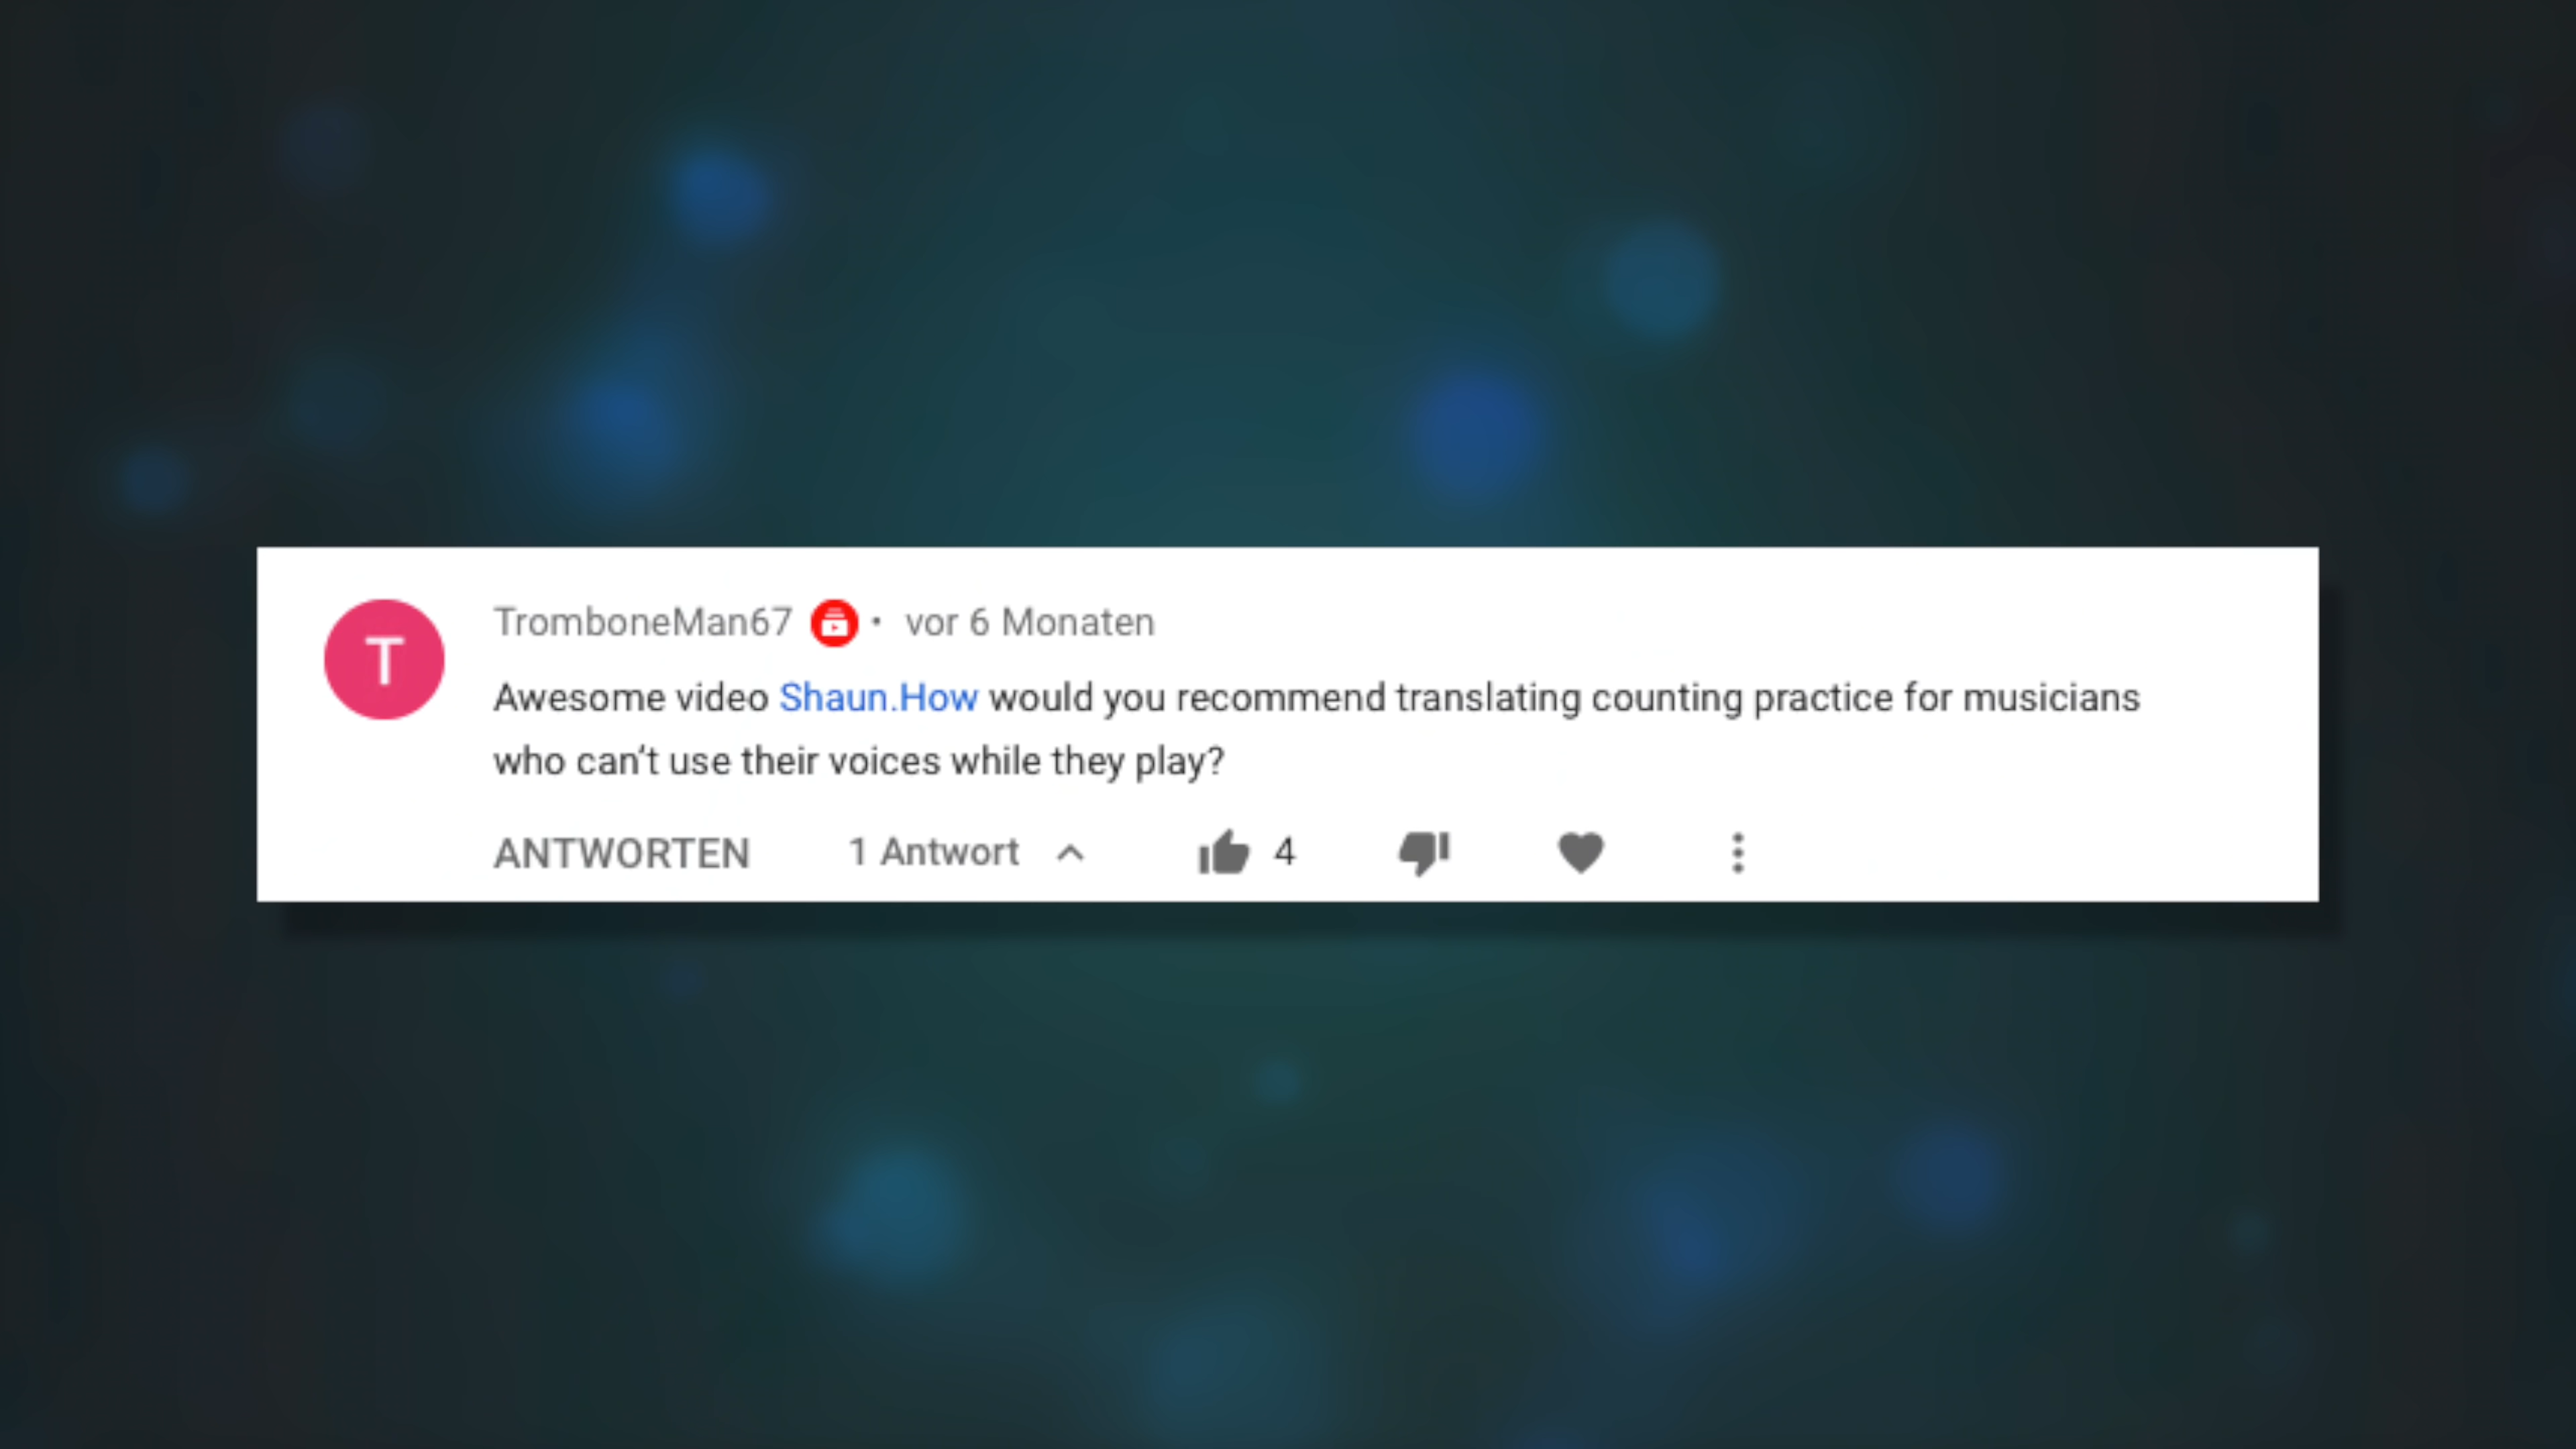 T
TromboneMan67 • vor 6 Monaten
Awesome video Shaun.How would you recommend translating counting practice for musicians
who can't use their voices while they play?
ANTWORTEN 1 Antwort 4